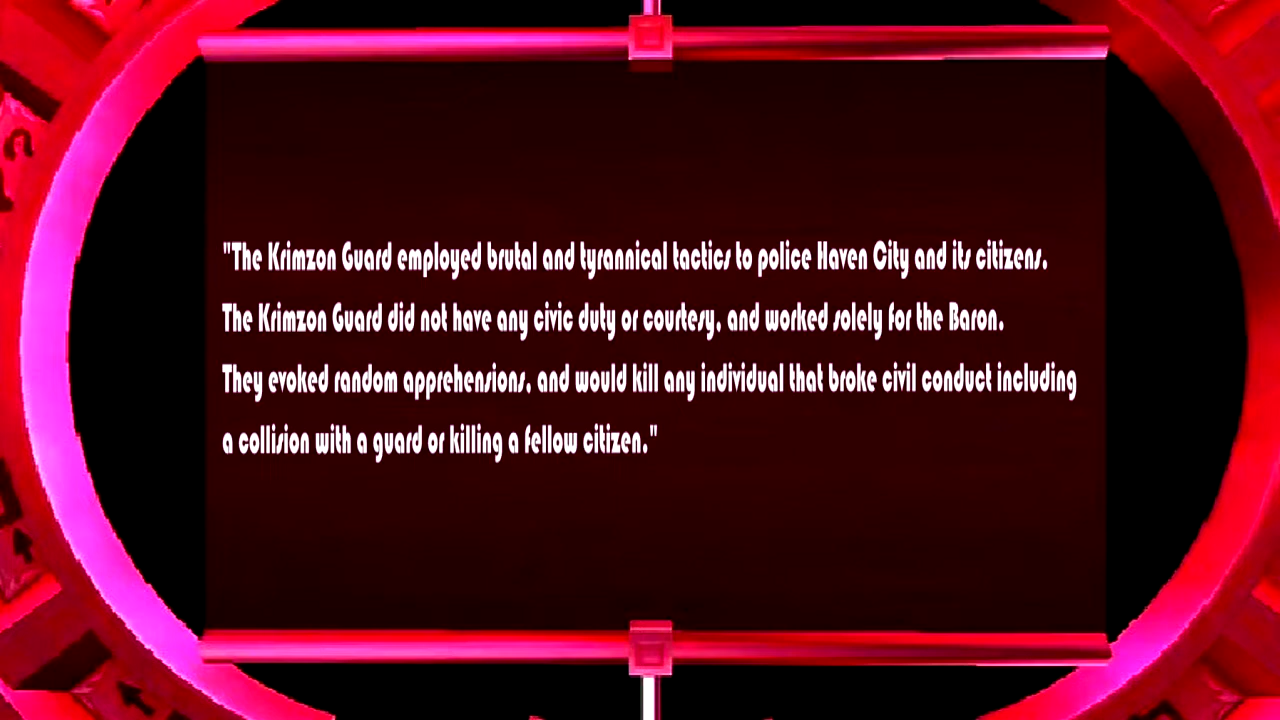 "The Krimzon Guard employed brutal and tyrannical tactics to police Haven City and its citizens.
The Krimzon Guard did not have any civic duty or courtesy, and worked solely for the Baron.
They evoked random apprehensions, and would kill any individual that broke civil conduct including
a collision with a guard or killing a fellow citizen."